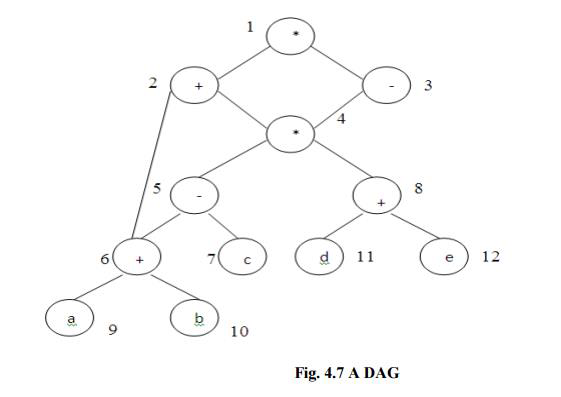 1 *
2 + - 3
* 4
5 - + 8
6 + 7 c d 11 e 12
a 9 b 10
Fig. 4.7 A DAG